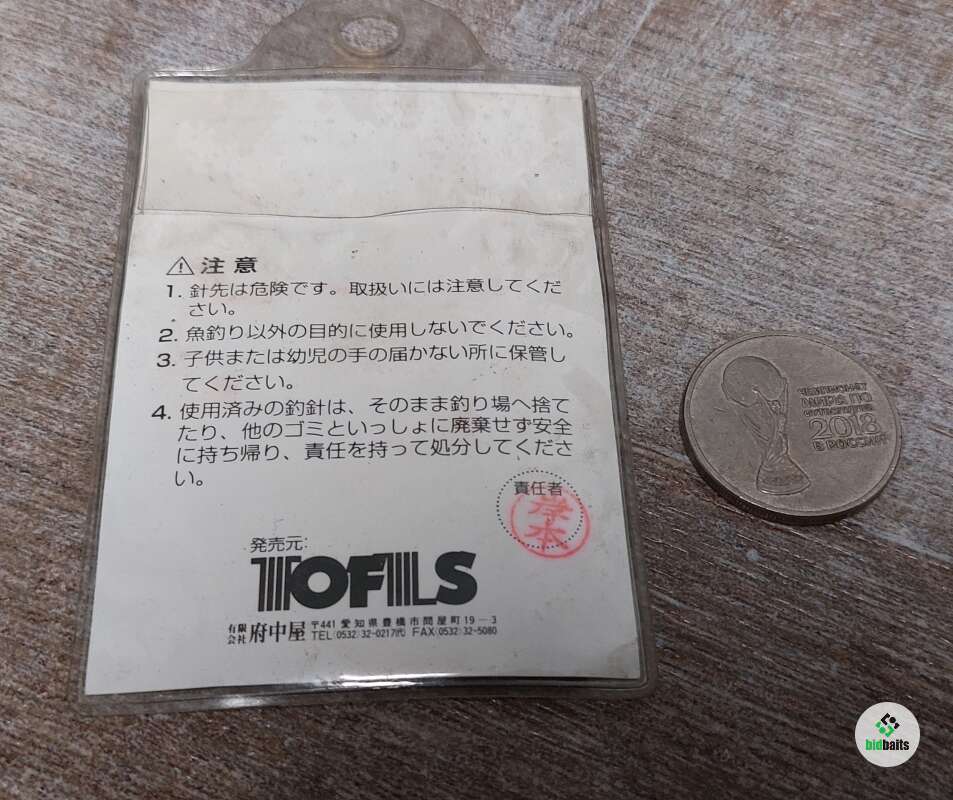 ⚠ 注意
1. 針先は危険です。取扱いには注意してくだ
さい。
2. 魚釣り以外の目的に使用しないでください。
3. 子供または幼児の手の届かない所に保管し
てください。
4. 使用済みの釣針は、そのまま釣り場へ捨て
たり、他のゴミといっしょに廃棄せず安全
に持ち帰り、責任を持って処分してくださ
い。
責任者
岸本
発売元:
TOFILS
有限会社 府中屋 〒441 愛知県豊橋市問屋町19-3
TEL(0532)32-0217代 FAX(0532)32-5080
ЧЕМПИОНАТ
МИРА ПО
ФУТБОЛУ FIFA
2018
В РОССИИ
bidbaits